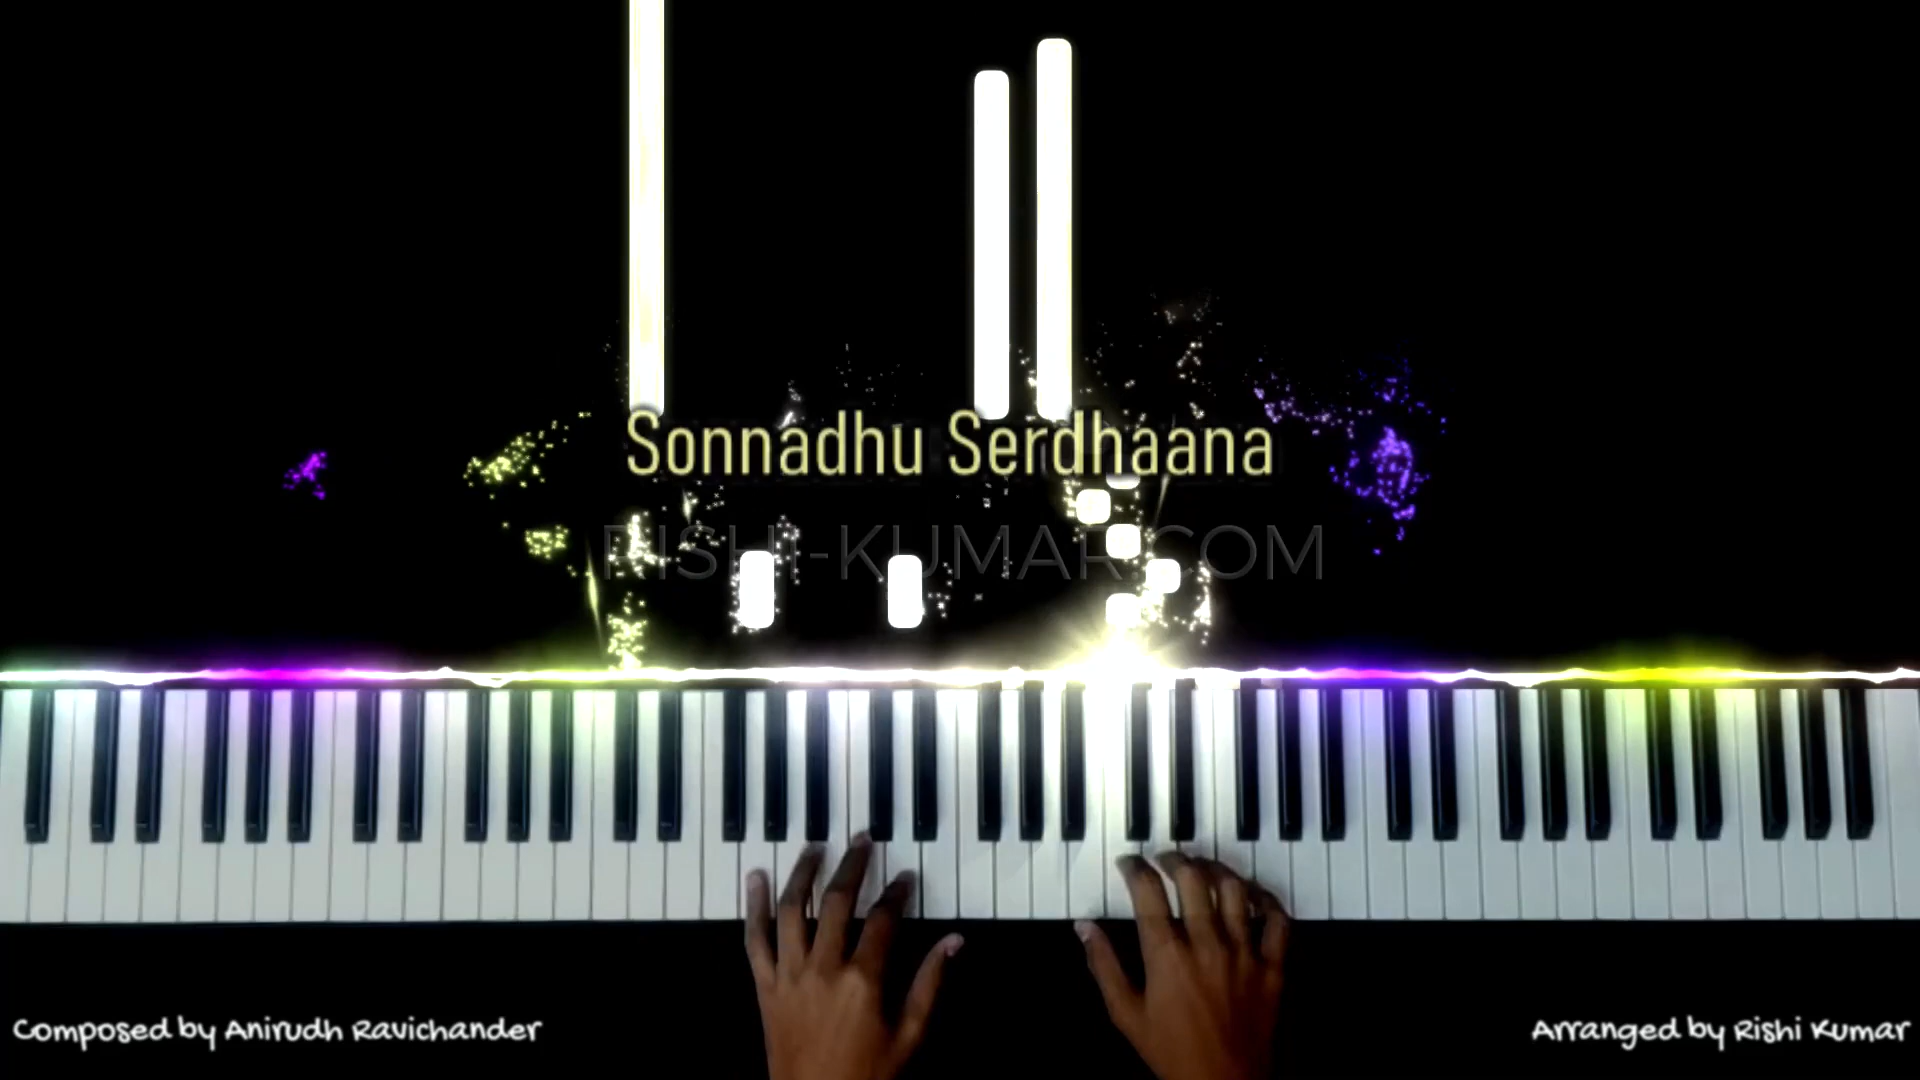 Sonnadhu Serdhaana
RISHI-KUMAR.COM
Composed by Anirudh Ravichander
Arranged by Rishi Kumar